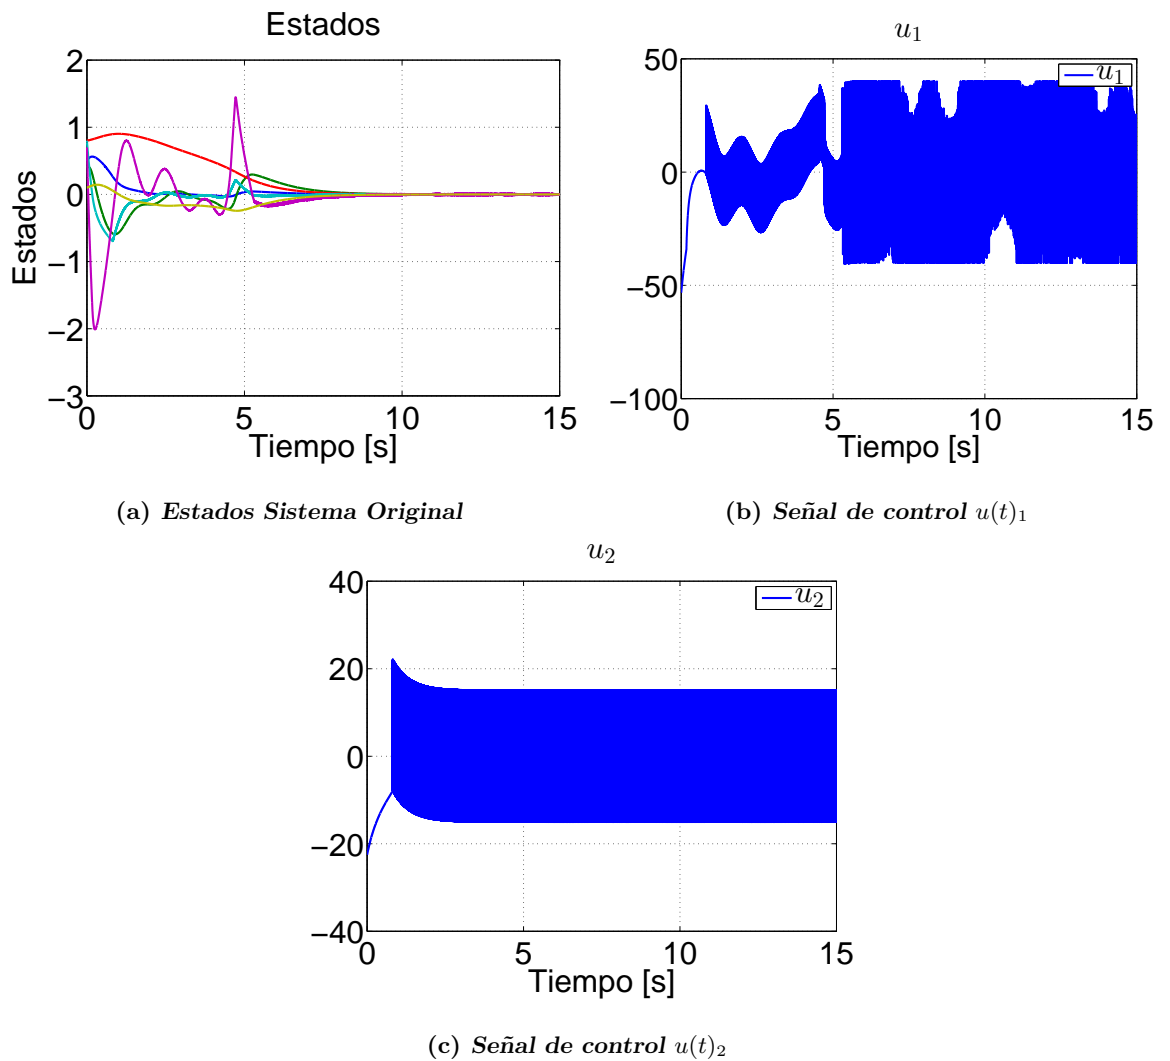 Estados
2
1
0
−1
−2
−3
0
5
10
15
Estados
Tiempo [s]
(a) Estados Sistema Original
u1
u1
50
0
−50
−100
0
5
10
15
Tiempo [s]
(b) Señal de control u(t)1
u2
u2
40
20
0
−20
−40
0
5
10
15
Tiempo [s]
(c) Señal de control u(t)2